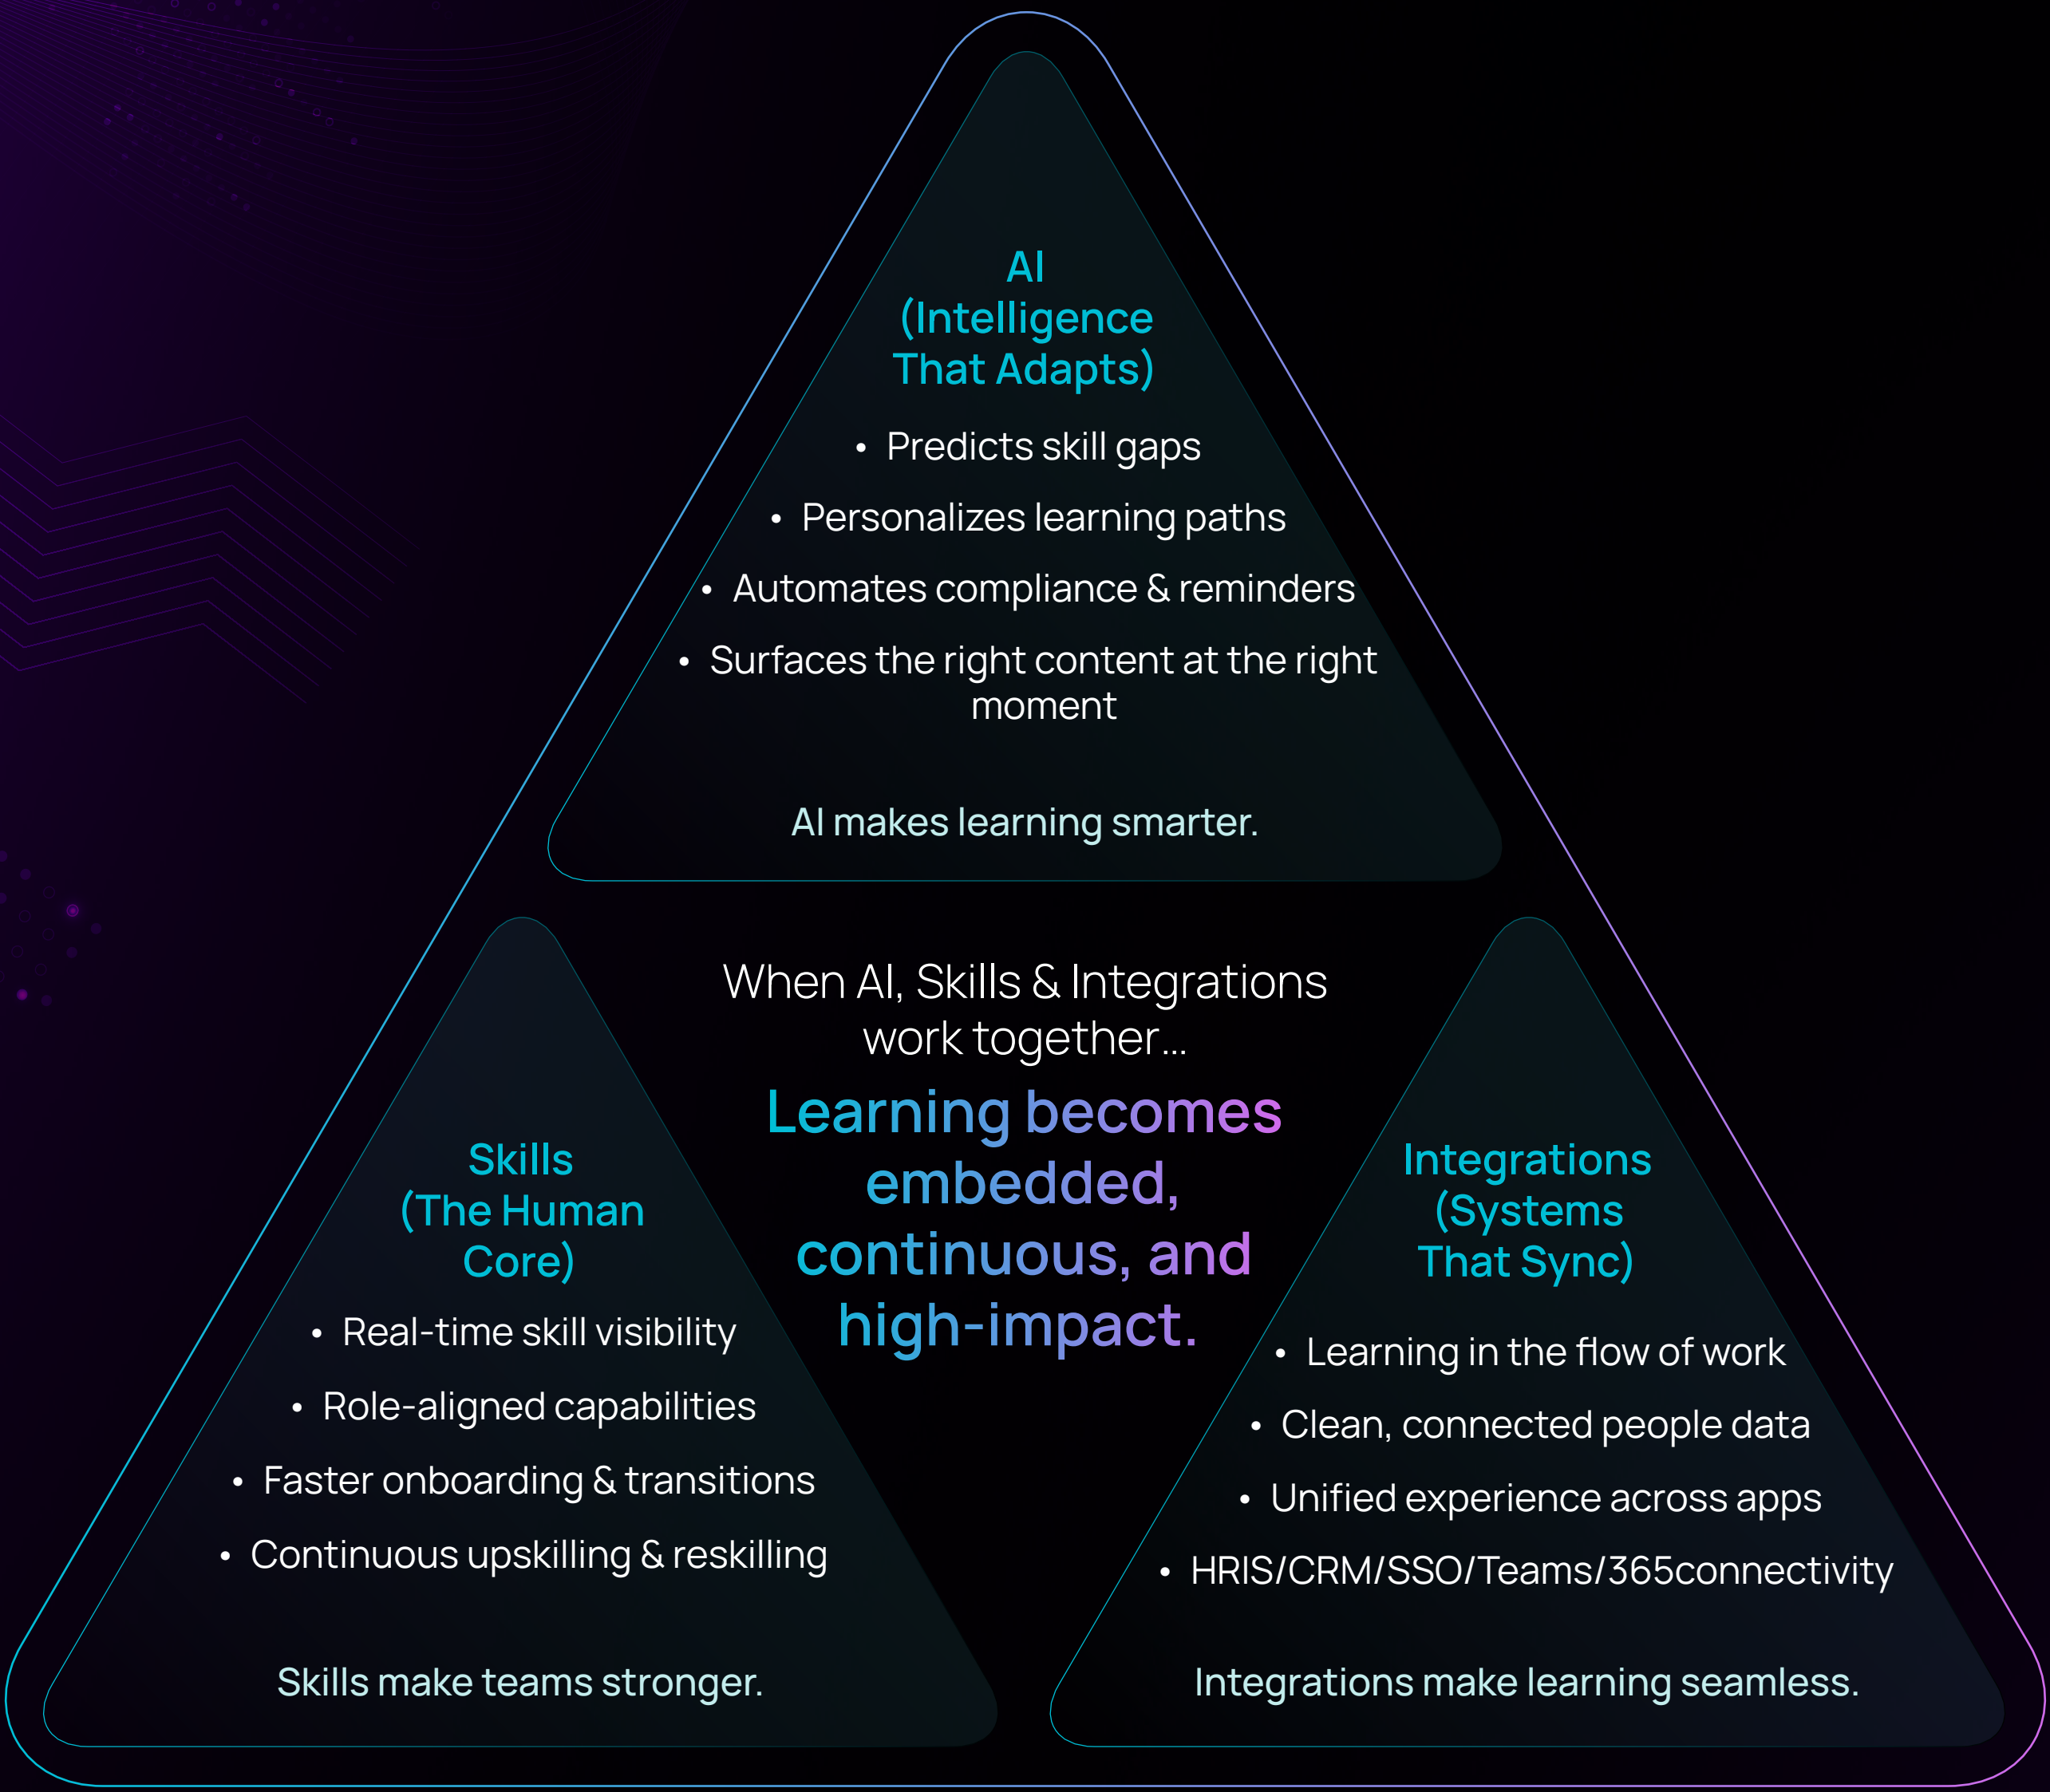 AI
(Intelligence
That Adapts)
• Predicts skill gaps
• Personalizes learning paths
• Automates compliance & reminders
• Surfaces the right content at the right
moment
AI makes learning smarter.
When AI, Skills & Integrations
work together...
Learning becomes
embedded,
continuous, and
high-impact.
Skills
(The Human
Core)
• Real-time skill visibility
• Role-aligned capabilities
• Faster onboarding & transitions
• Continuous upskilling & reskilling
Skills make teams stronger.
Integrations
(Systems
That Sync)
• Learning in the flow of work
• Clean, connected people data
• Unified experience across apps
• HRIS/CRM/SSO/Teams/365connectivity
Integrations make learning seamless.